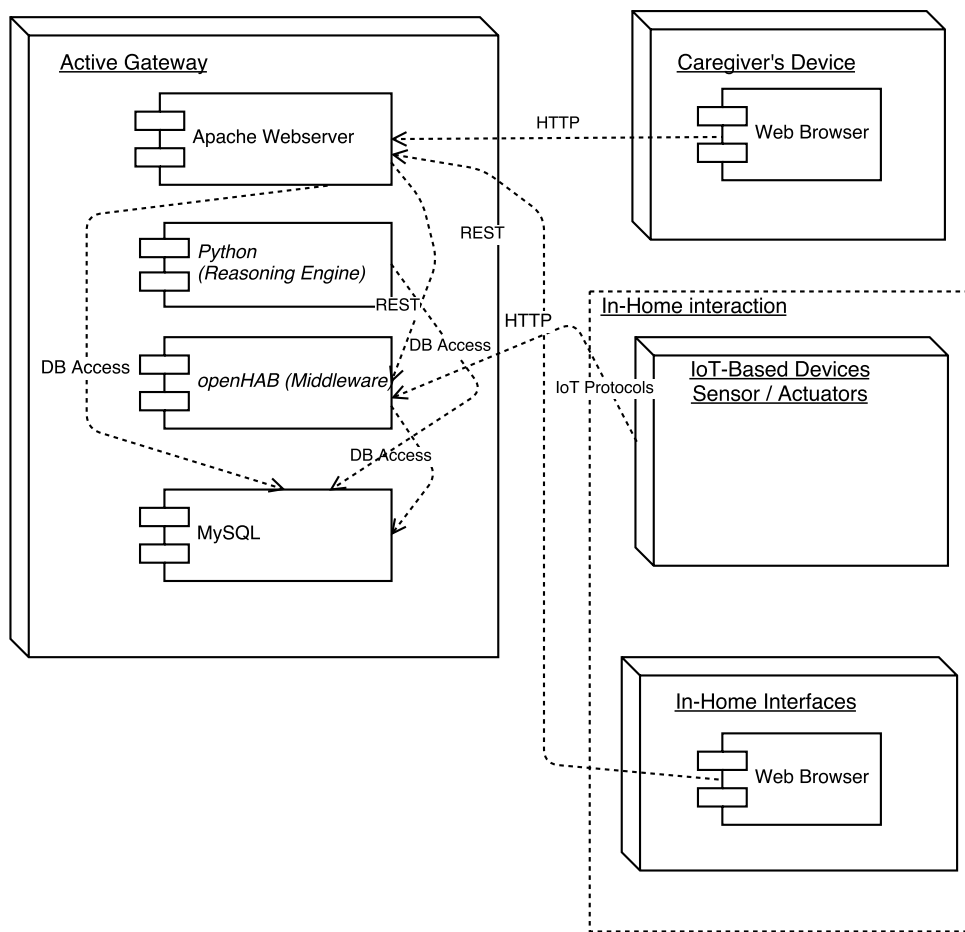 Active Gateway
Apache Webserver
Python
(Reasoning Engine)
openHAB (Middleware)
MySQL
DB Access
REST
REST
DB Access
DB Access
HTTP
HTTP
IoT Protocols
Caregiver's Device
Web Browser
In-Home interaction
IoT-Based Devices
Sensor / Actuators
In-Home Interfaces
Web Browser